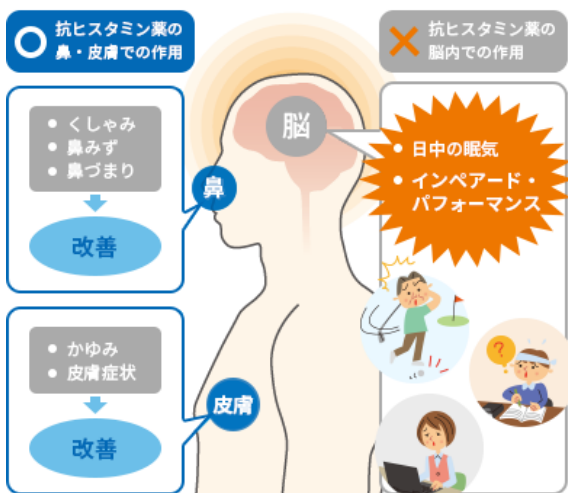 抗ヒスタミン薬の
鼻・皮膚での作用
抗ヒスタミン薬の
脳内での作用
• くしゃみ
• 鼻みず
• 鼻づまり
改善
鼻
脳
• 日中の眠気
• インペアード・
パフォーマンス
• かゆみ
• 皮膚症状
改善
皮膚
?